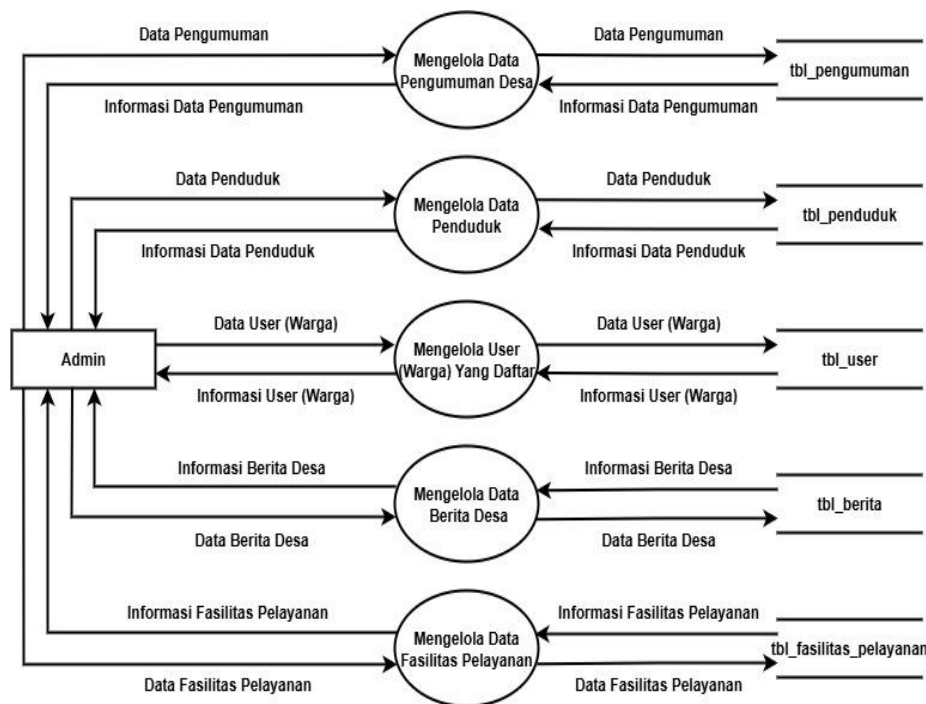 Data Pengumuman
Data Pengumuman
Mengelola Data
Pengumuman Desa
tbl_pengumuman
Informasi Data Pengumuman
Informasi Data Pengumuman
Data Penduduk
Data Penduduk
Mengelola Data
Penduduk
tbl_penduduk
Informasi Data Penduduk
Informasi Data Penduduk
Data User (Warga)
Data User (Warga)
Admin
Mengelola User
(Warga) Yang Daftar
tbl_user
Informasi User (Warga)
Informasi User (Warga)
Informasi Berita Desa
Informasi Berita Desa
Mengelola Data
Berita Desa
tbl_berita
Data Berita Desa
Data Berita Desa
Informasi Fasilitas Pelayanan
Informasi Fasilitas Pelayanan
Mengelola Data
Fasilitas Pelayanan
tbl_fasilitas_pelayanan
Data Fasilitas Pelayanan
Data Fasilitas Pelayanan